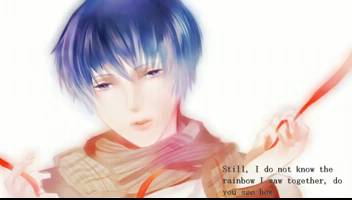 Still, I do not know the
rainbow I saw together, do
you see how